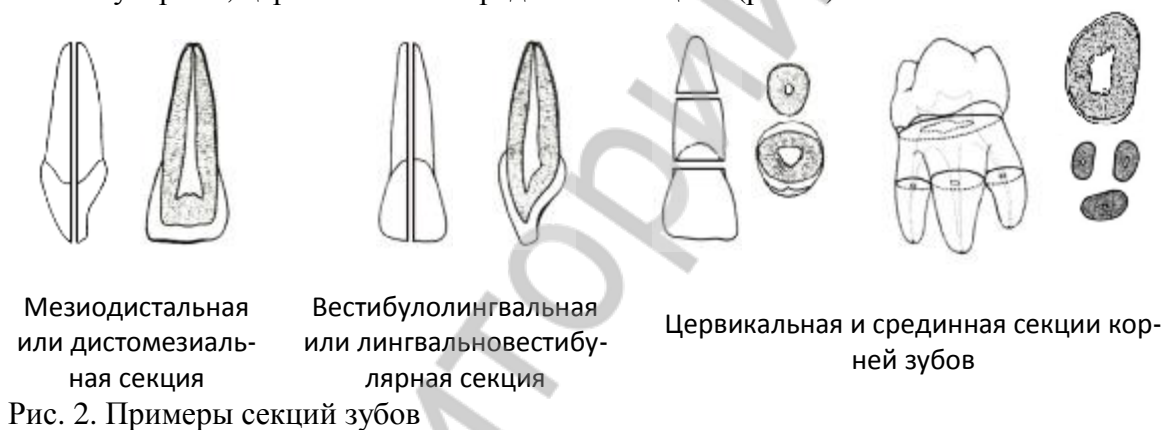 Мезиодистальная
или дистомезиаль-
ная секция
Вестибулолингвальная
или лингвальновестибу-
лярная секция
Цервикальная и срединная секции кор-
ней зубов
Рис. 2. Примеры секций зубов